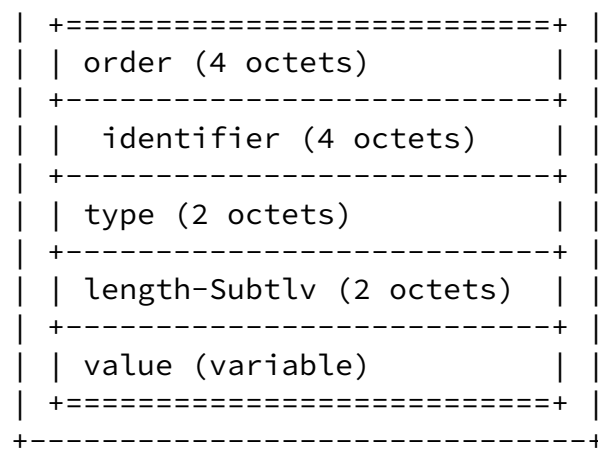 | +===========================+ |
| | order (4 octets)          | |
| +---------------------------+ |
| |  identifier (4 octets)    | |
| +---------------------------+ |
| | type (2 octets)           | |
| +---------------------------+ |
| | length-Subtlv (2 octets)  | |
| +---------------------------+ |
| | value (variable)          | |
| +===========================+ |
+-------------------------------+